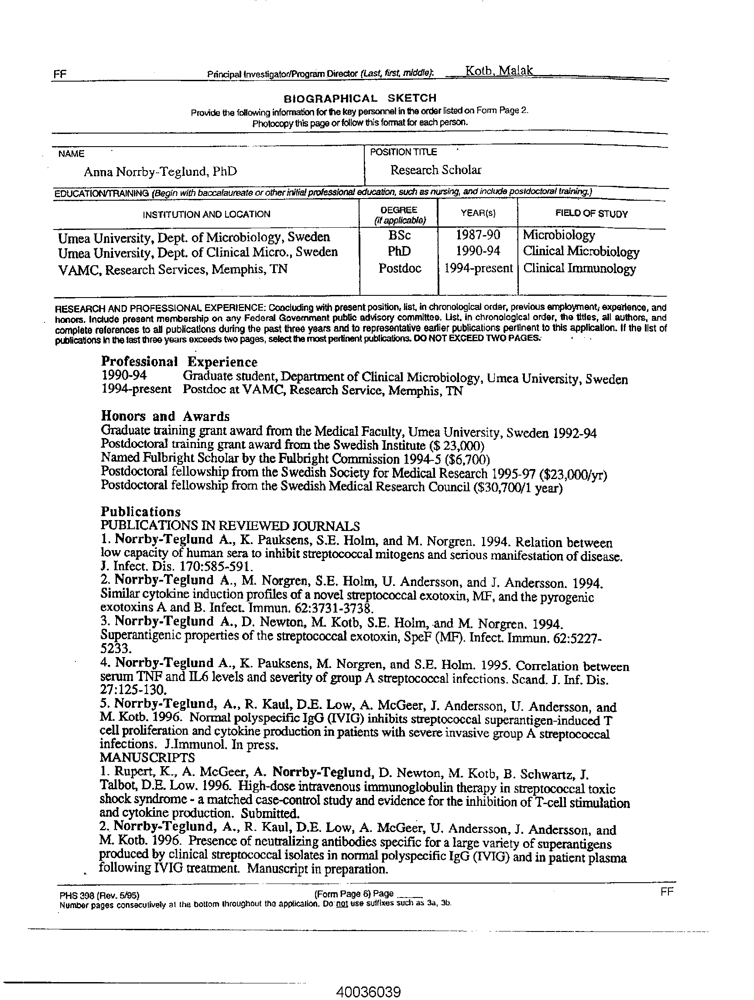 FF Principal Investigator/Program Director (Last, first, middle): Kotb, Malak
BIOGRAPHICAL SKETCH
Provide the following information for the key personnel in the order listed on Form Page 2.
Photocopy this page or follow this format for each person.
NAME POSITION TITLE
Anna Norrby-Teglund, PhD Research Scholar
EDUCATION/TRAINING (Begin with baccalaureate or other initial professional education, such as nursing, and include postdoctoral training.)
INSTITUTION AND LOCATION DEGREE (if applicable) YEAR(s) FIELD OF STUDY
Umea University, Dept. of Microbiology, Sweden BSc 1987-90 Microbiology
Umea University, Dept. of Clinical Micro., Sweden PhD 1990-94 Clinical Microbiology
VAMC, Research Services, Memphis, TN Postdoc 1994-present Clinical Immunology
RESEARCH AND PROFESSIONAL EXPERIENCE: Concluding with present position, list, in chronological order, previous employment, experience, and
honors. Include present membership on any Federal Government public advisory committee. List, in chronological order, the titles, all authors, and
complete references to all publications during the past three years and to representative earlier publications pertinent to this application. If the list of
publications in the last three years exceeds two pages, select the most pertinent publications. DO NOT EXCEED TWO PAGES.
Professional Experience
1990-94 Graduate student, Department of Clinical Microbiology, Umea University, Sweden
1994-present Postdoc at VAMC, Research Service, Memphis, TN
Honors and Awards
Graduate training grant award from the Medical Faculty, Umea University, Sweden 1992-94
Postdoctoral training grant award from the Swedish Institute ($ 23,000)
Named Fulbright Scholar by the Fulbright Commission 1994-5 ($6,700)
Postdoctoral fellowship from the Swedish Society for Medical Research 1995-97 ($23,000/yr)
Postdoctoral fellowship from the Swedish Medical Research Council ($30,700/1 year)
Publications
PUBLICATIONS IN REVIEWED JOURNALS
1. Norrby-Teglund A., K. Pauksens, S.E. Holm, and M. Norgren. 1994. Relation between
low capacity of human sera to inhibit streptococcal mitogens and serious manifestation of disease.
J. Infect. Dis. 170:585-591.
2. Norrby-Teglund A., M. Norgren, S.E. Holm, U. Andersson, and J. Andersson. 1994.
Similar cytokine induction profiles of a novel streptococcal exotoxin, MF, and the pyrogenic
exotoxins A and B. Infect. Immun. 62:3731-3738.
3. Norrby-Teglund A., D. Newton, M. Kotb, S.E. Holm, and M. Norgren. 1994.
Superantigenic properties of the streptococcal exotoxin, SpeF (MF). Infect. Immun. 62:5227-
5233.
4. Norrby-Teglund A., K. Pauksens, M. Norgren, and S.E. Holm. 1995. Correlation between
serum TNF and IL6 levels and severity of group A streptococcal infections. Scand. J. Inf. Dis.
27:125-130.
5. Norrby-Teglund, A., R. Kaul, D.E. Low, A. McGeer, J. Andersson, U. Andersson, and
M. Kotb. 1996. Normal polyspecific IgG (IVIG) inhibits streptococcal superantigen-induced T
cell proliferation and cytokine production in patients with severe invasive group A streptococcal
infections. J.Immunol. In press.
MANUSCRIPTS
1. Rupert, K., A. McGeer, A. Norrby-Teglund, D. Newton, M. Kotb, B. Schwartz, J.
Talbot, D.E. Low. 1996. High-dose intravenous immunoglobulin therapy in streptococcal toxic
shock syndrome - a matched case-control study and evidence for the inhibition of T-cell stimulation
and cytokine production. Submitted.
2. Norrby-Teglund, A., R. Kaul, D.E. Low, A. McGeer, U. Andersson, J. Andersson, and
M. Kotb. 1996. Presence of neutralizing antibodies specific for a large variety of superantigens
produced by clinical streptococcal isolates in normal polyspecific IgG (IVIG) and in patient plasma
following IVIG treatment. Manuscript in preparation.
PHS 398 (Rev. 5/95) (Form Page 6) Page ____ FF
Number pages consecutively at the bottom throughout the application. Do not use suffixes such as 3a, 3b.
40036039